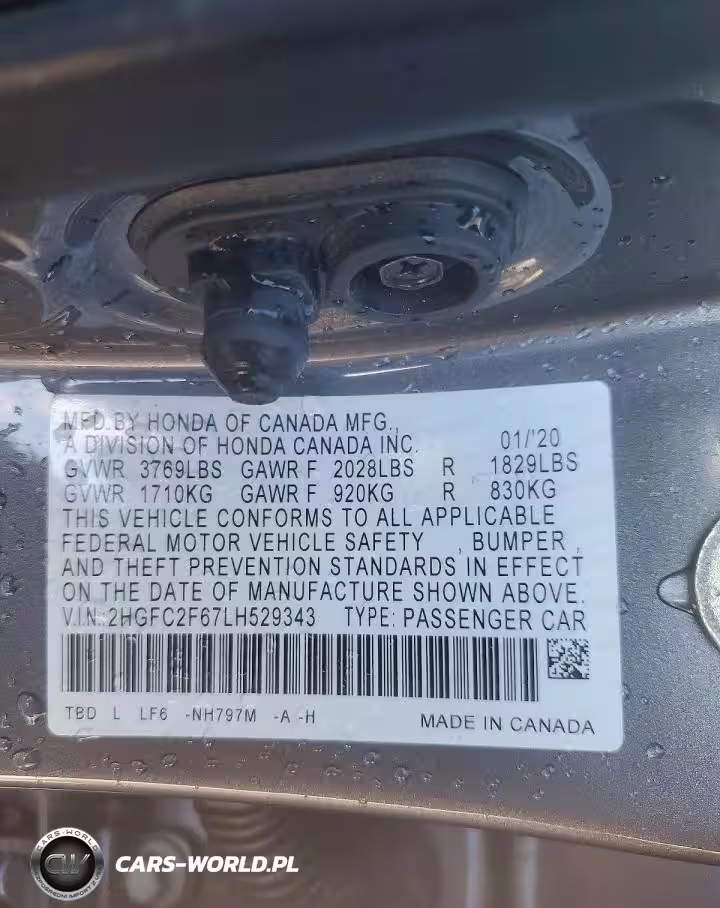 MFD.BY HONDA OF CANADA MFG.,
A DIVISION OF HONDA CANADA INC. 01/'20
GVWR 3769LBS GAWR F 2028LBS R 1829LBS
GVWR 1710KG GAWR F 920KG R 830KG
THIS VEHICLE CONFORMS TO ALL APPLICABLE
FEDERAL MOTOR VEHICLE SAFETY , BUMPER ,
AND THEFT PREVENTION STANDARDS IN EFFECT
ON THE DATE OF MANUFACTURE SHOWN ABOVE.
V.I.N.:2HGFC2F67LH529343 TYPE: PASSENGER CAR
TBD L LF6 -NH797M -A -H MADE IN CANADA
CARS-WORLD
CW
CARS-WORLD.PL